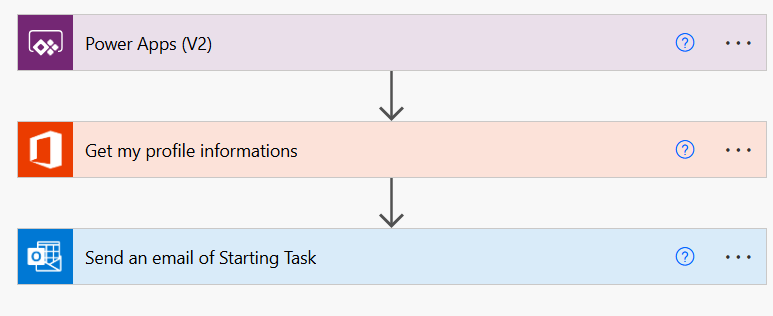 Power Apps (V2)
Get my profile informations
Send an email of Starting Task